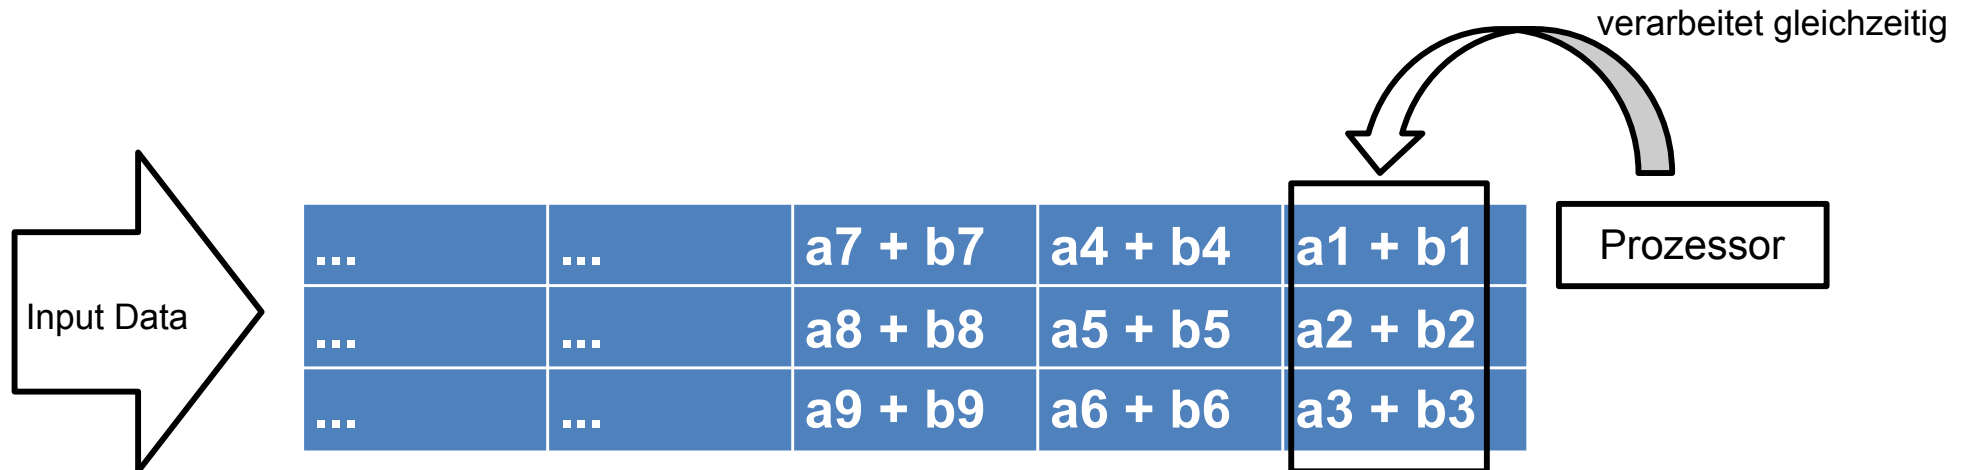 verarbeitet gleichzeitig
... ... a7 + b7 a4 + b4 a1 + b1
Prozessor
Input Data
... ... a8 + b8 a5 + b5 a2 + b2
... ... a9 + b9 a6 + b6 a3 + b3